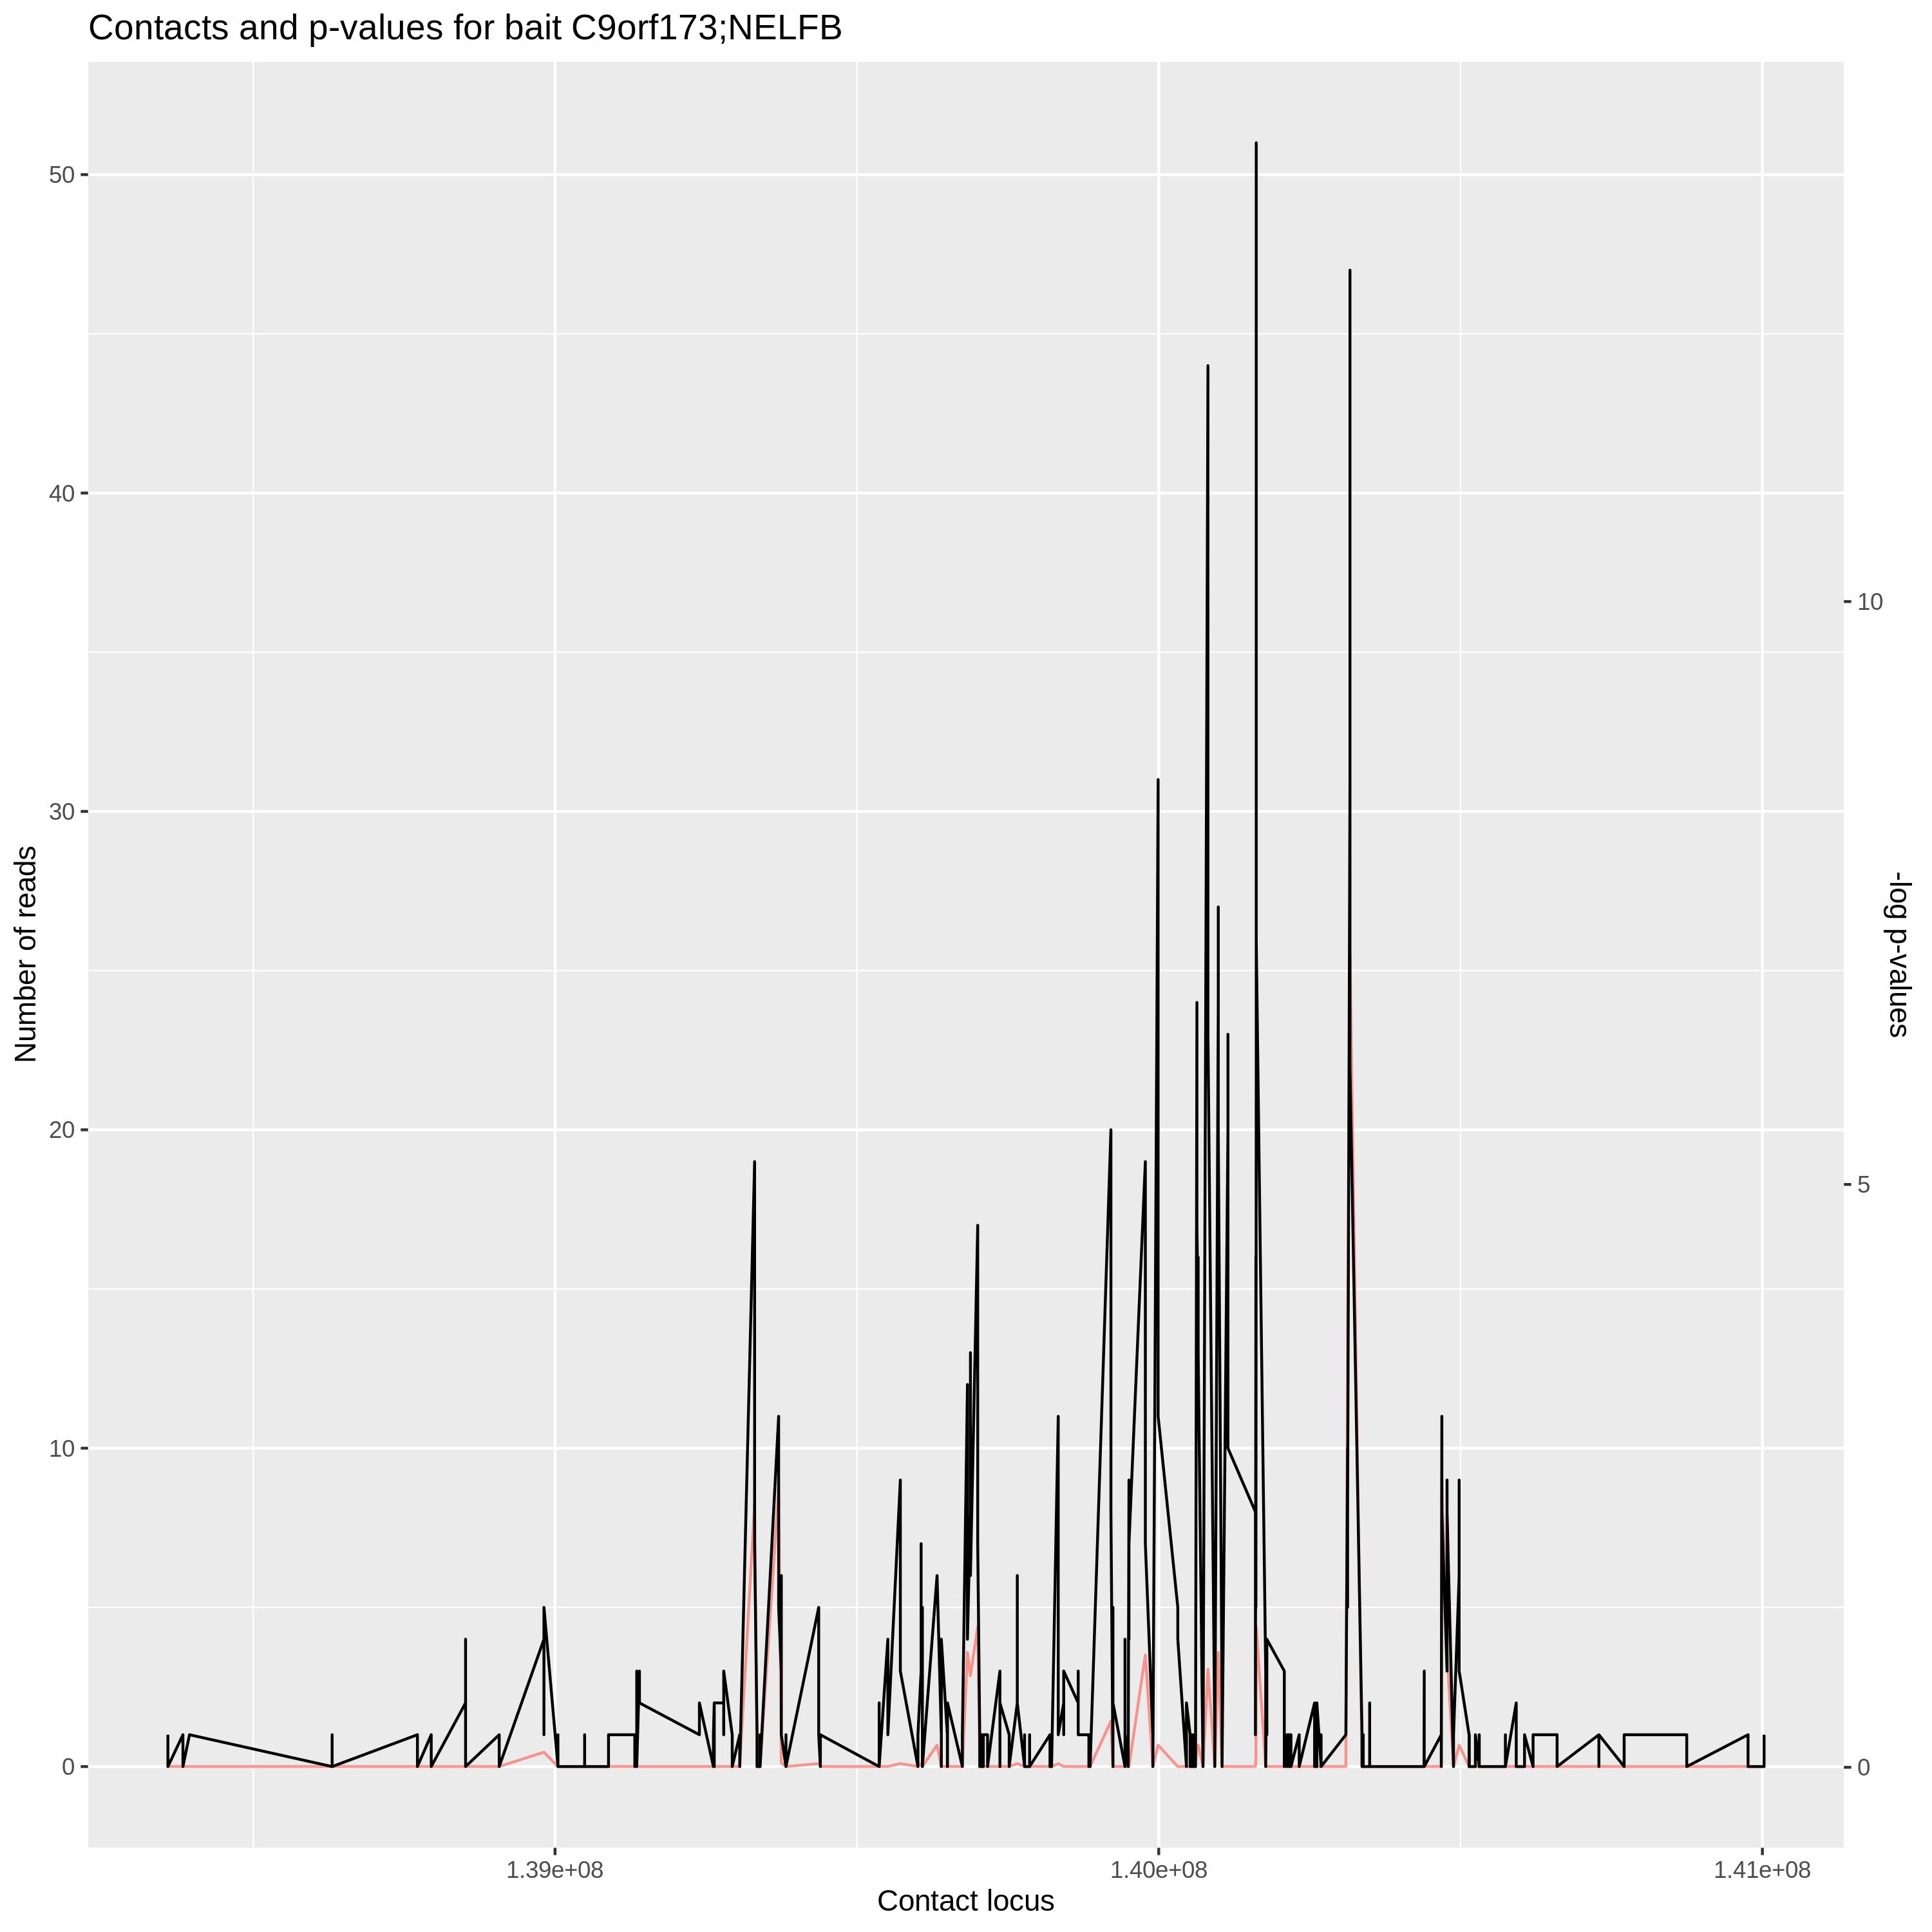 Contacts and p-values for bait C9orf173;NELFB
50
40
30
20
10
0
Number of reads
10
5
0
-log p-values
1.39e+08
1.40e+08
1.41e+08
Contact locus